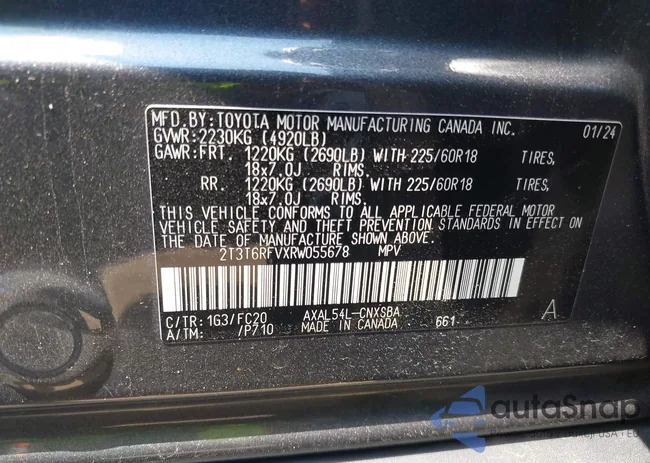 MFD.BY:TOYOTA MOTOR MANUFACTURING CANADA INC. 01/24
GVWR:2230KG (4920LB)
GAWR:FRT. 1220KG (2690LB) WITH 225/60R18 TIRES,
18x7.0J RIMS.
RR. 1220KG (2690LB) WITH 225/60R18 TIRES,
18x7.0J RIMS.
THIS VEHICLE CONFORMS TO ALL APPLICABLE FEDERAL MOTOR
VEHICLE SAFETY AND THEFT PREVENTION STANDARDS IN EFFECT ON
THE DATE OF MANUFACTURE SHOWN ABOVE.
2T3T6RFVXRW055678 MPV
C/TR:1G3/FC20 AXAL54L-CNXSBA A
A/TM: /P710 MADE IN CANADA 661-
autaSnap
USA